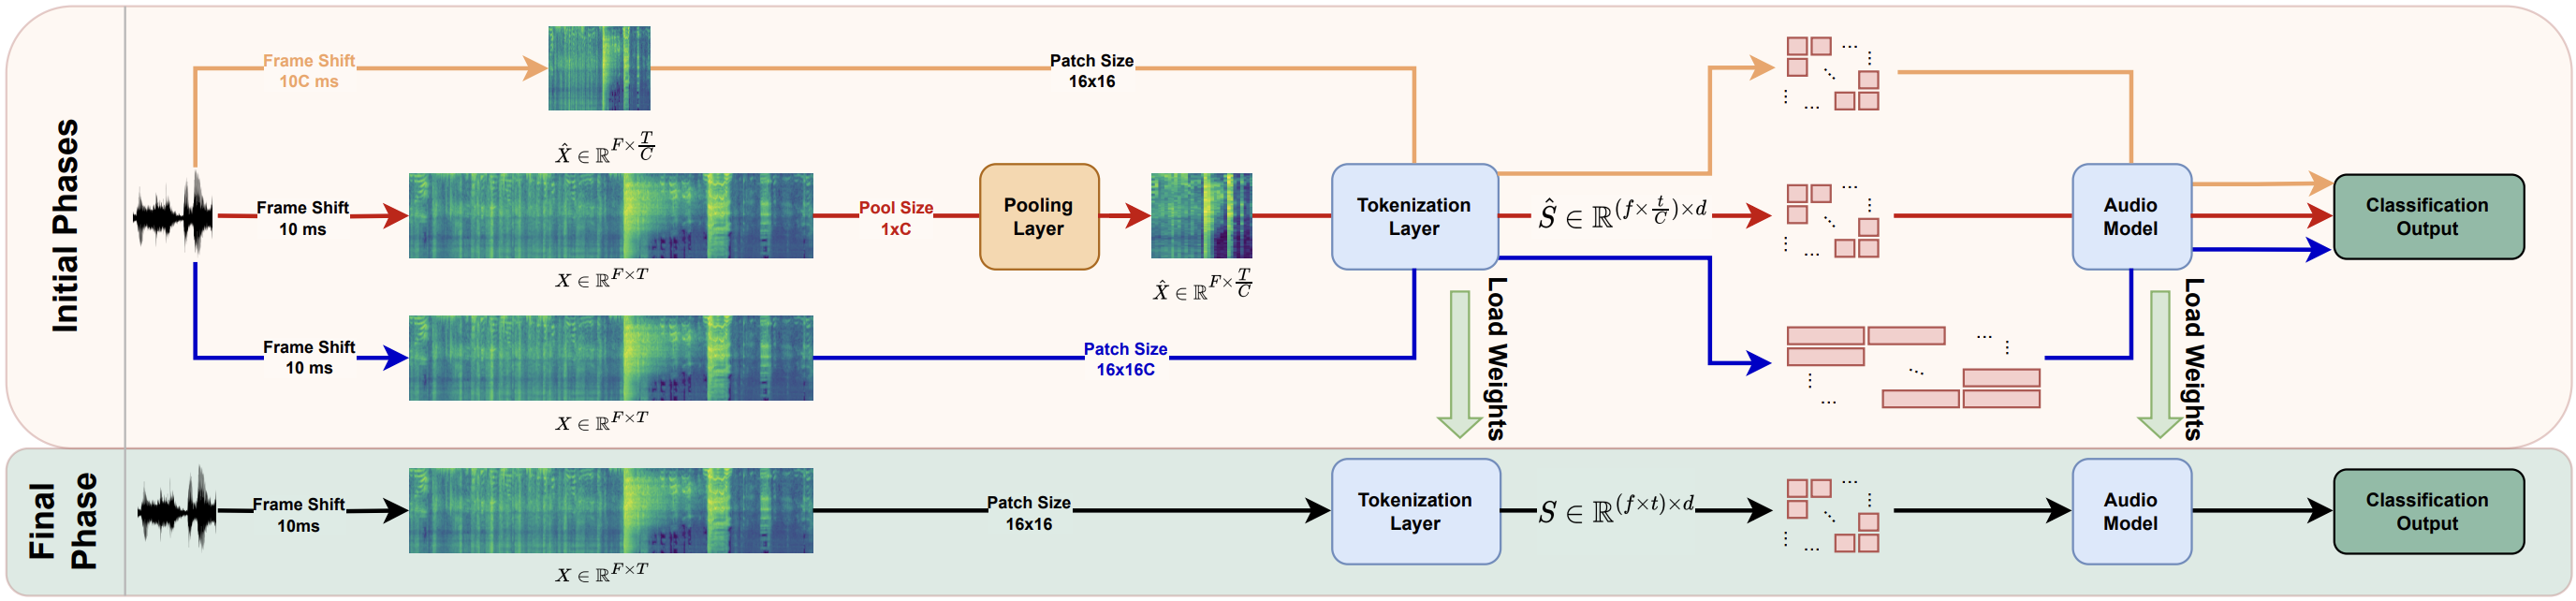 Initial Phases
Frame Shift
10C ms
$\hat{X} \in \mathbb{R}^{F \times \frac{T}{C}}$
Patch Size
16x16
Frame Shift
10 ms
$X \in \mathbb{R}^{F \times T}$
Pool Size
1xC
Pooling
Layer
$\hat{X} \in \mathbb{R}^{F \times \frac{T}{C}}$
Tokenization
Layer
$\hat{S} \in \mathbb{R}^{(f \times \frac{t}{C}) \times d}$
Audio
Model
Classification
Output
Frame Shift
10 ms
$X \in \mathbb{R}^{F \times T}$
Patch Size
16x16C
Load Weights
Load Weights
Final
Phase
Frame Shift
10ms
$X \in \mathbb{R}^{F \times T}$
Patch Size
16x16
Tokenization
Layer
$S \in \mathbb{R}^{(f \times t) \times d}$
Audio
Model
Classification
Output